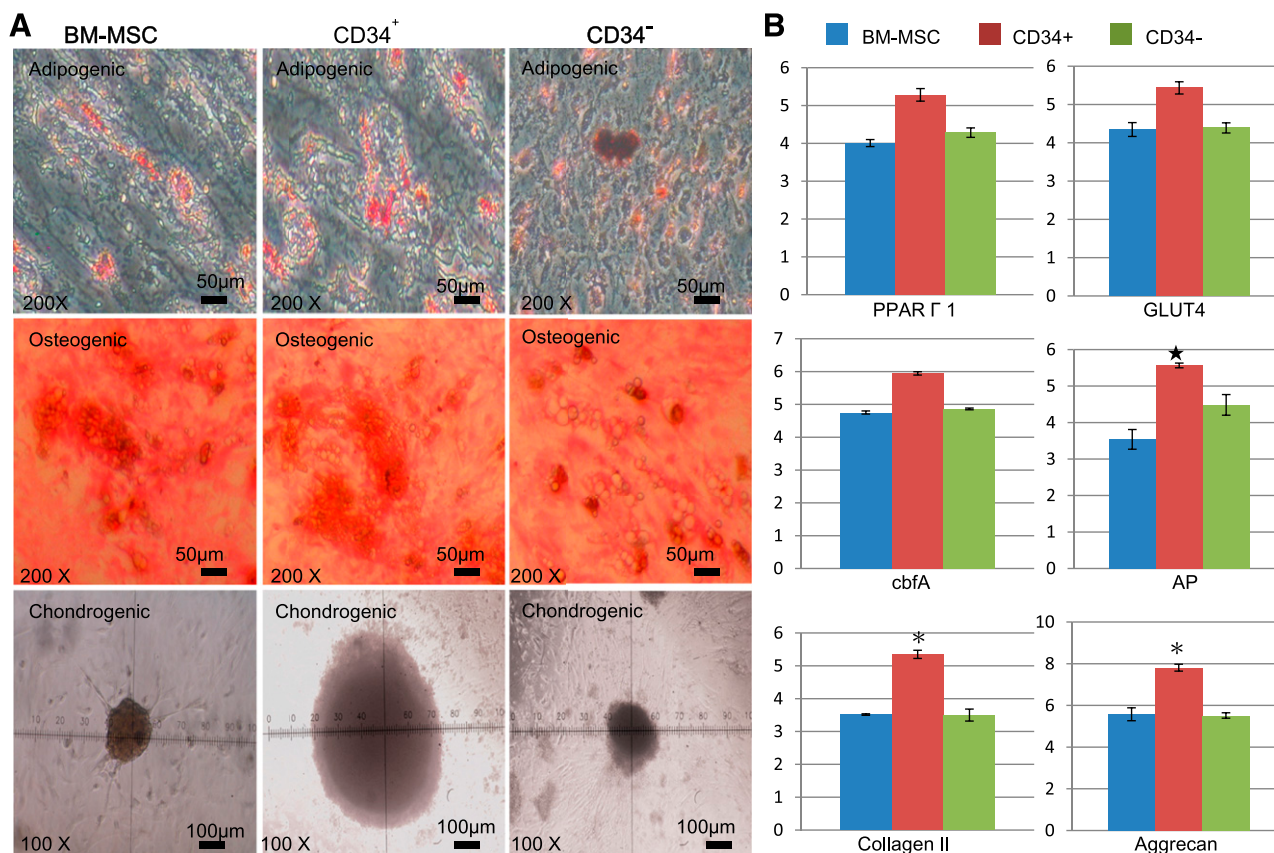 A
BM-MSC CD34+ CD34-
Adipogenic Adipogenic Adipogenic
50µm 50µm 50µm
200X 200 X 200 X
Osteogenic Osteogenic Osteogenic
50µm 50µm 50µm
200 X 200 X 200 X
Chondrogenic Chondrogenic Chondrogenic
100µm 100µm 100µm
100 X 100 X 100 X
B
BM-MSC CD34+ CD34-
6
5
4
3
2
1
0
PPAR Γ 1
6
5
4
3
2
1
0
GLUT4
7
6
5
4
3
2
1
0
cbfA
6
5
4
3
2
1
0
★
AP
6
5
4
3
2
1
0
*
Collagen II
10
8
6
4
2
0
*
Aggrecan